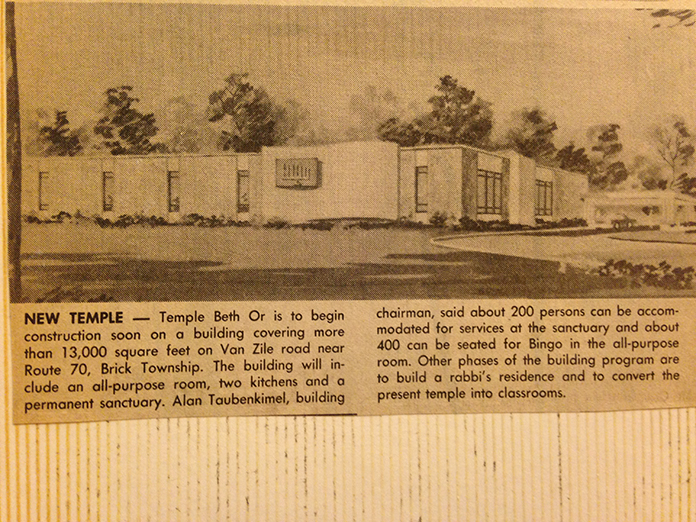 NEW TEMPLE — Temple Beth Or is to begin
construction soon on a building covering more
than 13,000 square feet on Van Zile road near
Route 70, Brick Township. The building will in-
clude an all-purpose room, two kitchens and a
permanent sanctuary. Alan Taubenkimel, building
chairman, said about 200 persons can be accom-
modated for services at the sanctuary and about
400 can be seated for Bingo in the all-purpose
room. Other phases of the building program are
to build a rabbi's residence and to convert the
present temple into classrooms.